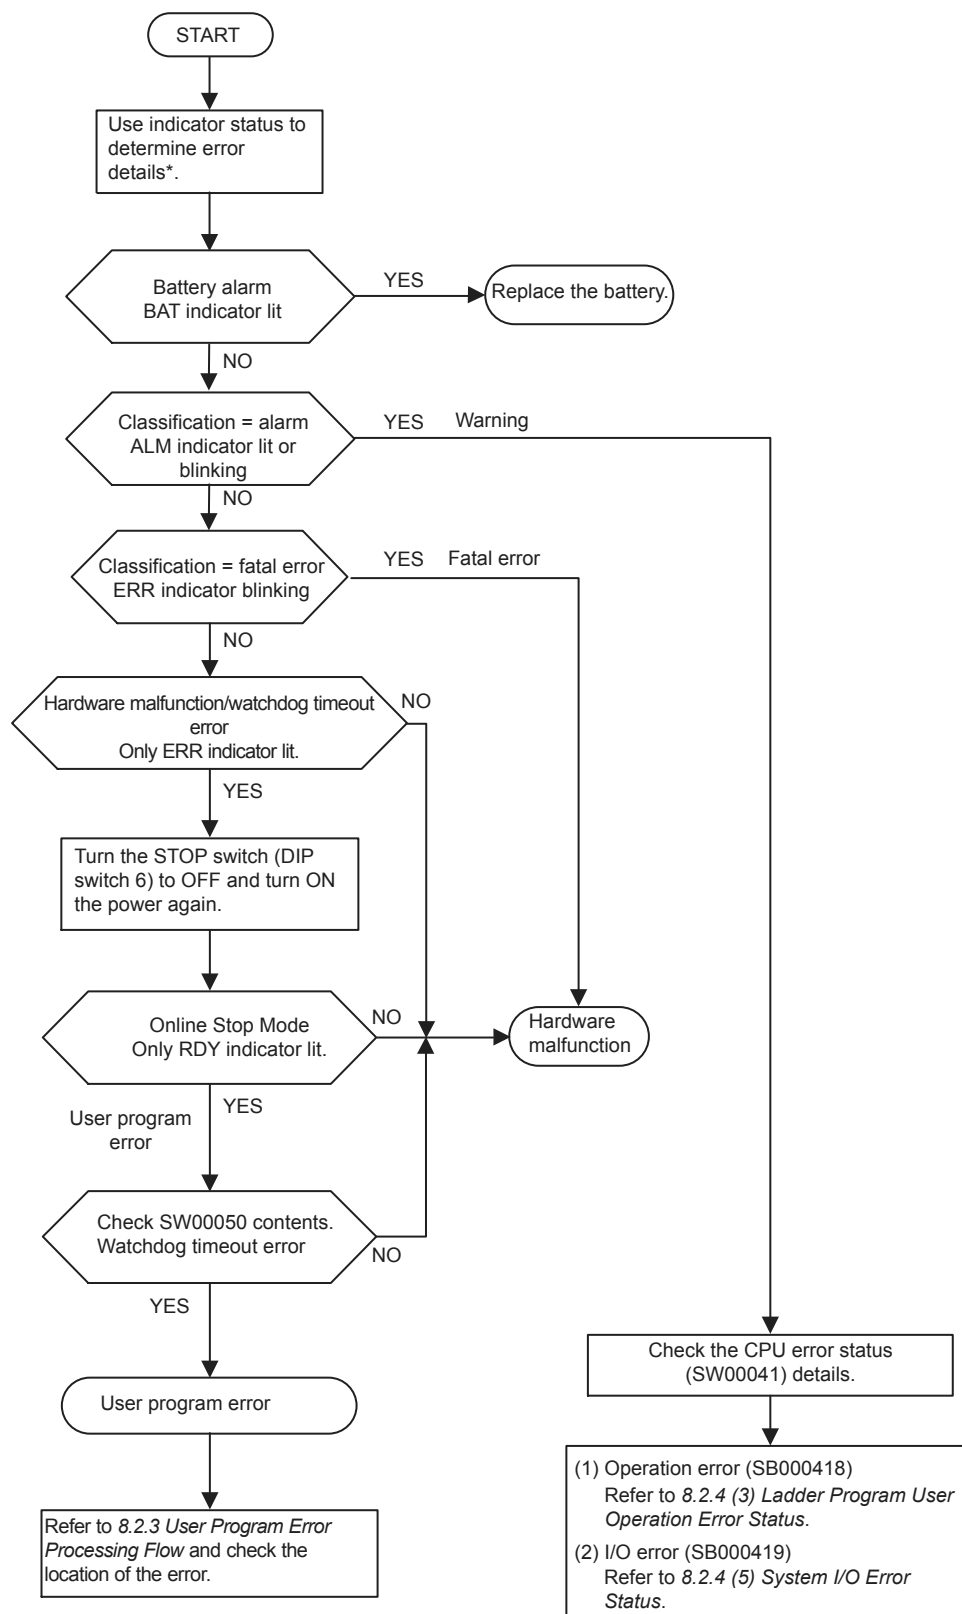 START
Use indicator status to
determine error
details*.
Battery alarm
BAT indicator lit
YES
Replace the battery.
NO
Classification = alarm
ALM indicator lit or
blinking
YES Warning
NO
Classification = fatal error
ERR indicator blinking
YES Fatal error
NO
Hardware malfunction/watchdog timeout
error
Only ERR indicator lit.
NO
YES
Turn the STOP switch (DIP
switch 6) to OFF and turn ON
the power again.
Online Stop Mode
Only RDY indicator lit.
NO
Hardware
malfunction
YES
User program
error
Check SW00050 contents.
Watchdog timeout error
NO
YES
User program error
Refer to 8.2.3 User Program Error
Processing Flow and check the
location of the error.
Check the CPU error status
(SW00041) details.
(1) Operation error (SB000418)
Refer to 8.2.4 (3) Ladder Program User
Operation Error Status.
(2) I/O error (SB000419)
Refer to 8.2.4 (5) System I/O Error
Status.